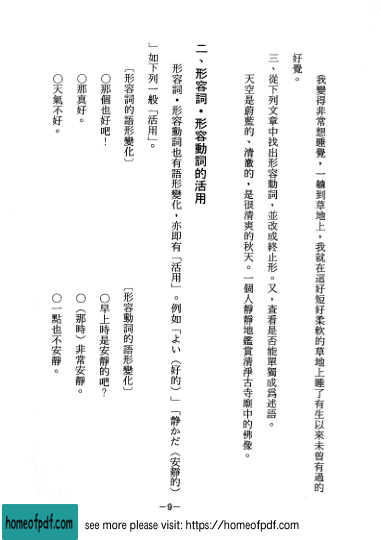 我變得非常想睡覺，一躺到草地上，我就在這好短好柔軟的草地上睡了有生以來未曾有過的
好覺。
三、從下列文章中找出形容動詞，並改成終止形。又，查看是否能單獨成為述語。
天空是蔚藍的、清澈的，是很清爽的秋天。一個人靜靜地鑑賞清淨古寺廟中的佛像。
二、形容詞・形容動詞的活用
形容詞・形容動詞也有語形變化，亦即有「活用」。例如「よい（好的）」「静かだ（安靜的）
」如下列一般「活用」。
〔形容詞的語形變化〕
○那個也好吧！
○那真好。
○天氣不好。
〔形容動詞的語形變化〕
○早上時是安靜的吧？
○（那時）非常安靜。
○一點也不安靜。
—9—
homeofpdf.com
see more please visit: https://homeofpdf.com